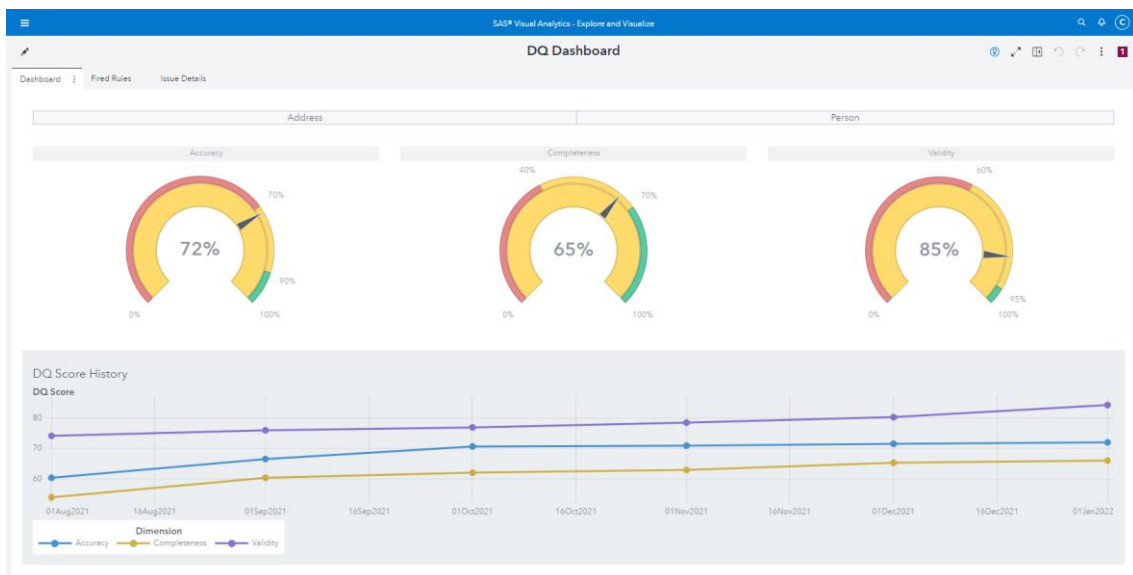 SAS® Visual Analytics - Explore and Visualize
C
DQ Dashboard
1
Dashboard
Fired Rules
Issue Details
Address
Person
Accuracy
Completeness
Validity
70%
90%
0%
100%
72%
40%
70%
0%
100%
65%
60%
95%
0%
100%
85%
DQ Score History
DQ Score
80
70
60
01Aug2021 16Aug2021 01Sep2021 16Sep2021 01Oct2021 16Oct2021 01Nov2021 16Nov2021 01Dec2021 16Dec2021 01Jan2022
Dimension
Accuracy Completeness Validity